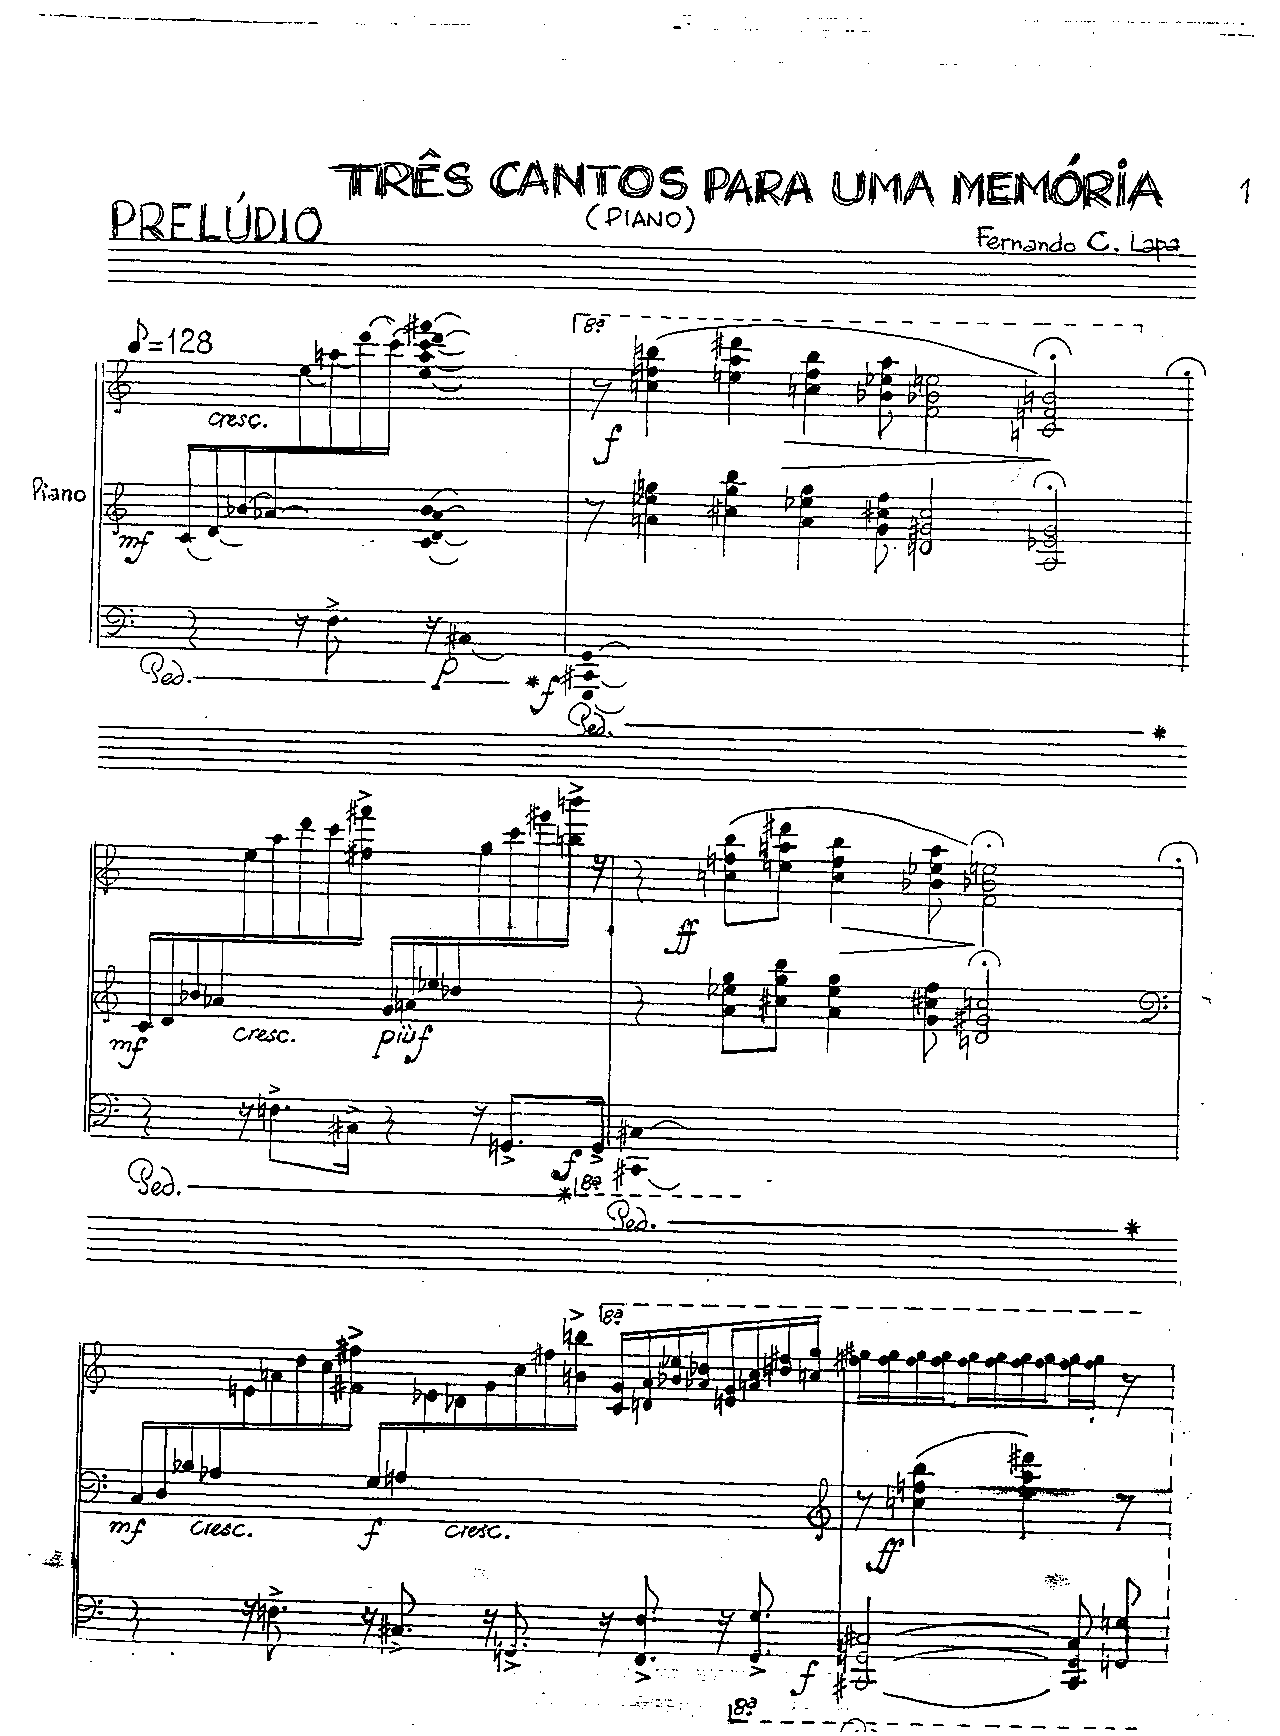 TRÊS CANTOS PARA UMA MEMÓRIA
1
(PIANO)
PRELÚDIO
Fernando C. Lapa
♪=128
8ª
cresc.
f
Piano
mf
Ped.
p
* f
Ped.
*
ff
mf
cresc.
più f
f
Ped.
* 8ª
Ped.
*
8ª
mf
cresc.
f
cresc.
ff
f
8ª